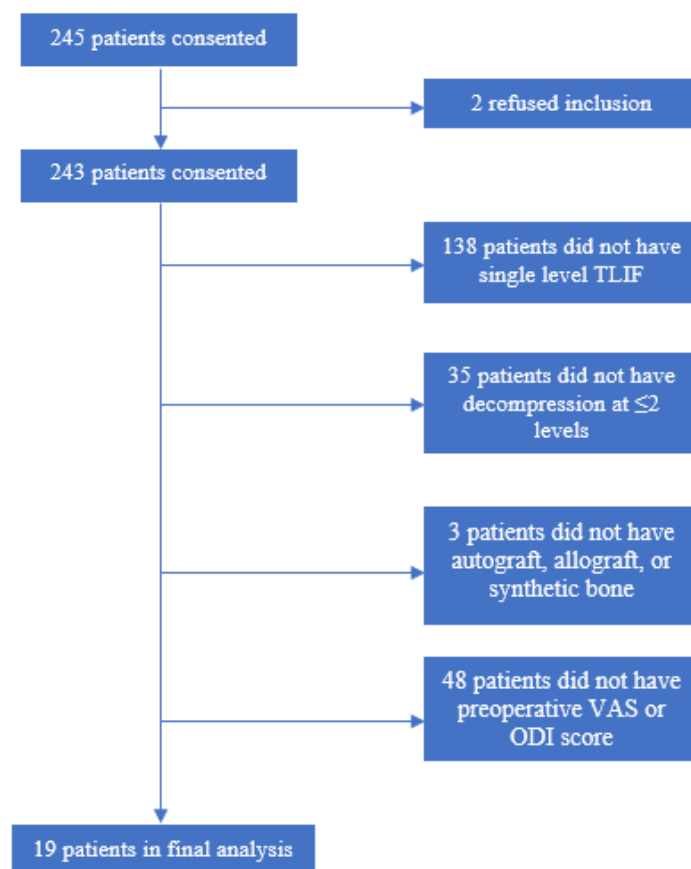 245 patients consented
2 refused inclusion
243 patients consented
138 patients did not have
single level TLIF
35 patients did not have
decompression at ≤2
levels
3 patients did not have
autograft, allograft, or
synthetic bone
48 patients did not have
preoperative VAS or
ODI score
19 patients in final analysis